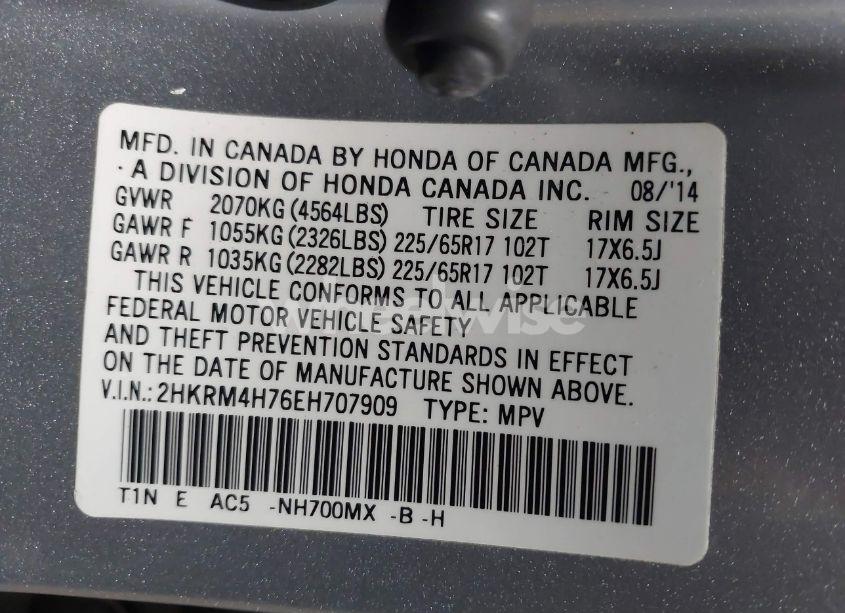 MFD. IN CANADA BY HONDA OF CANADA MFG.,
· A DIVISION OF HONDA CANADA INC. 08/'14
GVWR 2070KG (4564LBS) TIRE SIZE RIM SIZE
GAWR F 1055KG (2326LBS) 225/65R17 102T 17X6.5J
GAWR R 1035KG (2282LBS) 225/65R17 102T 17X6.5J
THIS VEHICLE CONFORMS TO ALL APPLICABLE
FEDERAL MOTOR VEHICLE SAFETY
AND THEFT PREVENTION STANDARDS IN EFFECT
ON THE DATE OF MANUFACTURE SHOWN ABOVE.
V.I.N.: 2HKRM4H76EH707909 TYPE: MPV
T1N E AC5 -NH700MX -B -H